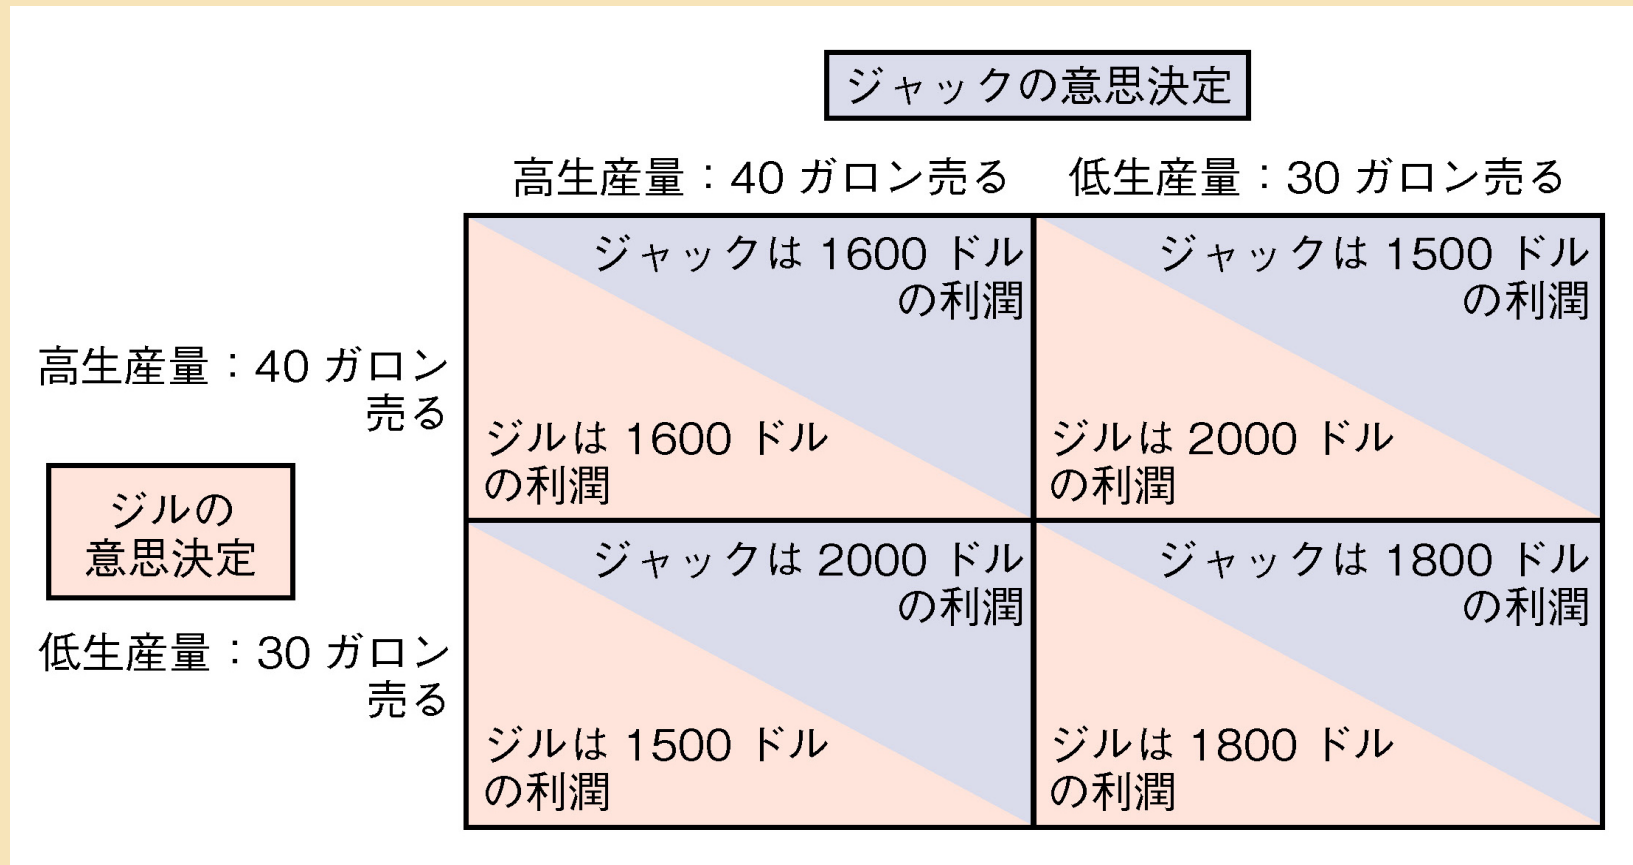 ジャックの意思決定
高生産量：40 ガロン売る
低生産量：30 ガロン売る
ジャックは 1600 ドル
の利潤
ジャックは 1500 ドル
の利潤
高生産量：40 ガロン
売る
ジルは 1600 ドル
の利潤
ジルは 2000 ドル
の利潤
ジルの
意思決定
ジャックは 2000 ドル
の利潤
ジャックは 1800 ドル
の利潤
低生産量：30 ガロン
売る
ジルは 1500 ドル
の利潤
ジルは 1800 ドル
の利潤